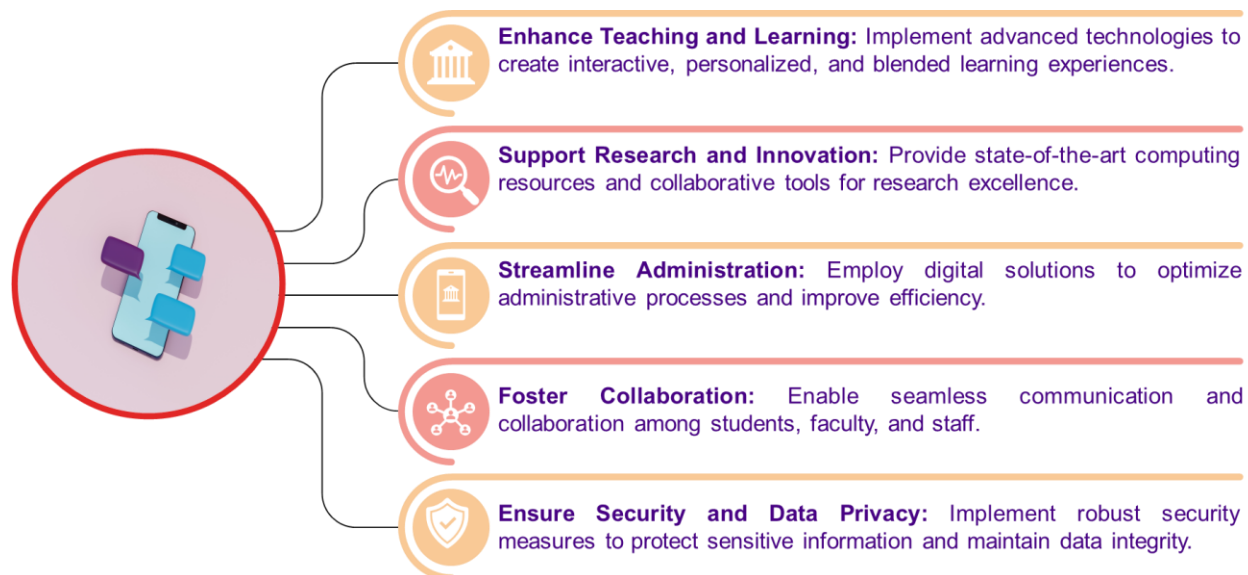 Enhance Teaching and Learning: Implement advanced technologies to
create interactive, personalized, and blended learning experiences.
Support Research and Innovation: Provide state-of-the-art computing
resources and collaborative tools for research excellence.
Streamline Administration: Employ digital solutions to optimize
administrative processes and improve efficiency.
Foster Collaboration: Enable seamless communication and
collaboration among students, faculty, and staff.
Ensure Security and Data Privacy: Implement robust security
measures to protect sensitive information and maintain data integrity.